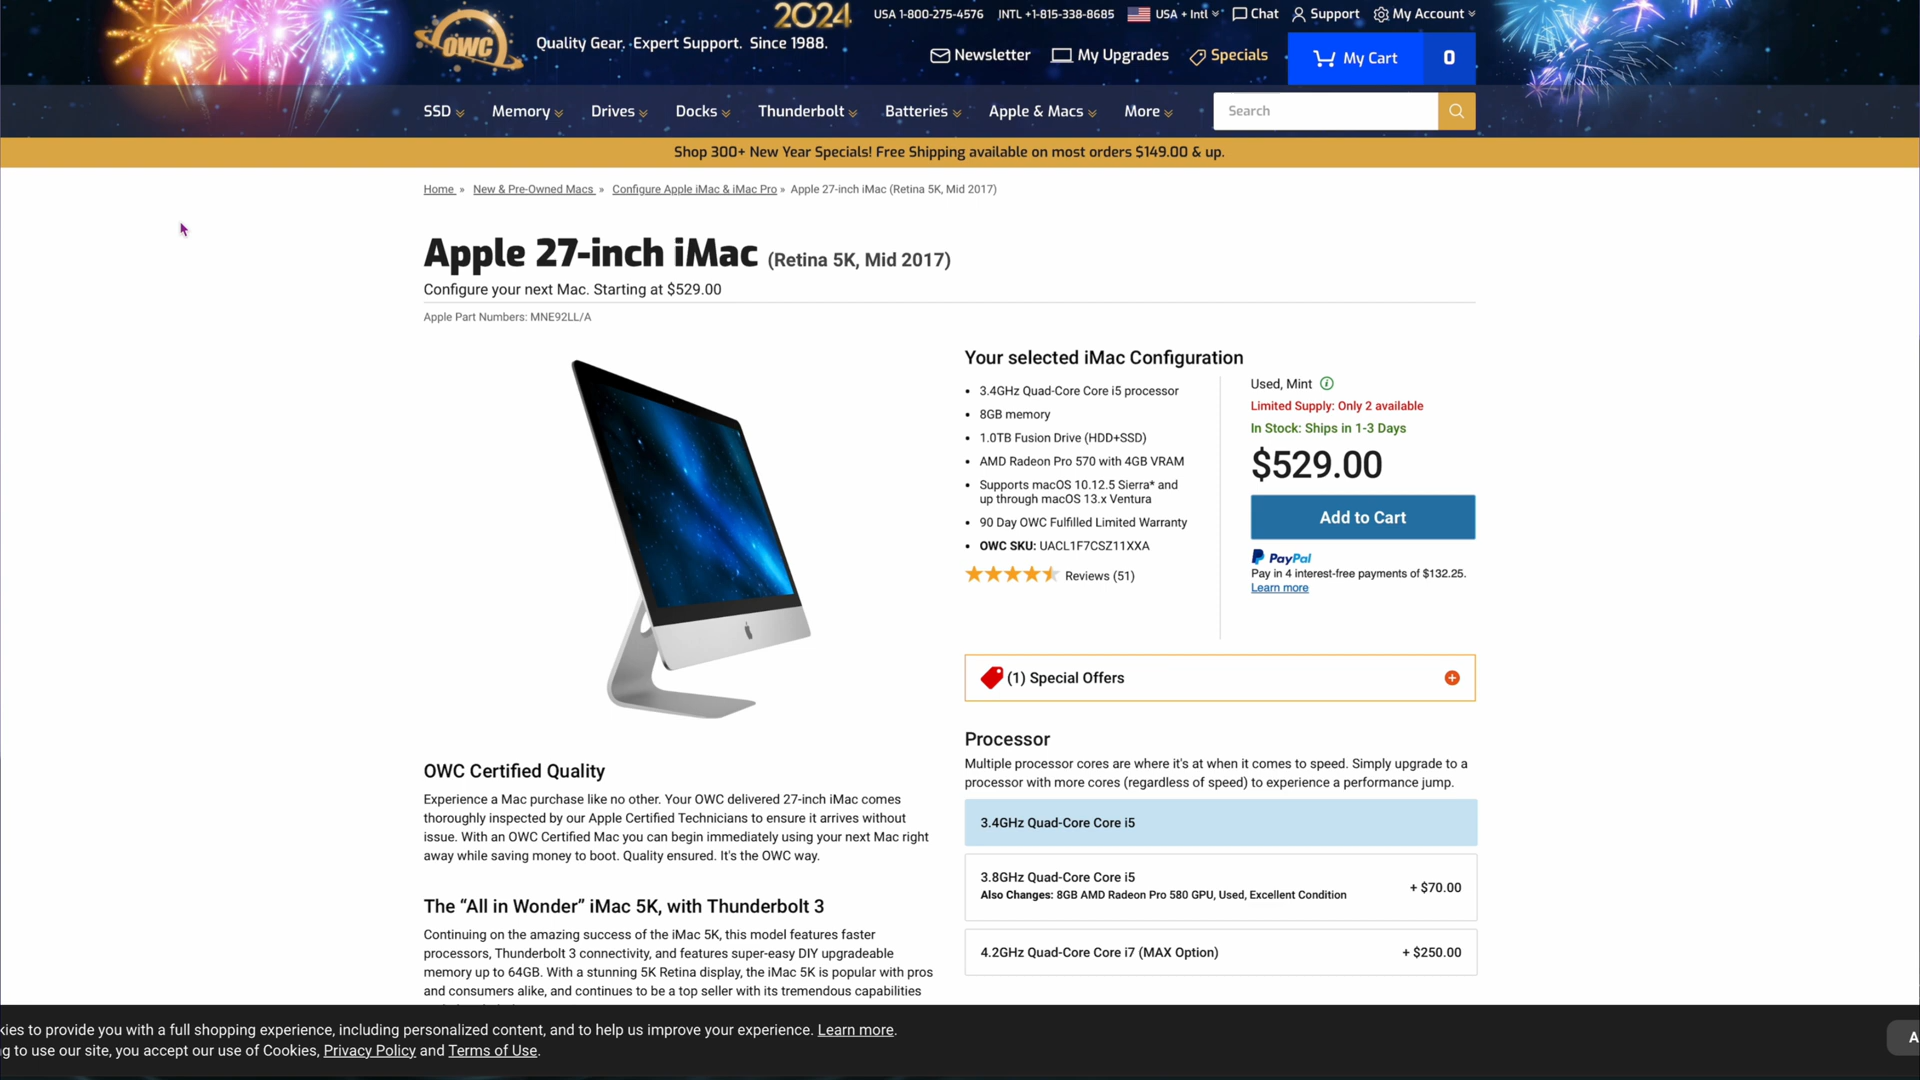 2024
USA 1-800-275-4576
INTL +1-815-338-8685
USA + Intl
Chat
Support
My Account
OWC
Quality Gear. Expert Support. Since 1988.
Newsletter
My Upgrades
Specials
My Cart
0
SSD
Memory
Drives
Docks
Thunderbolt
Batteries
Apple & Macs
More
Search
Shop 300+ New Year Specials! Free Shipping available on most orders $149.00 & up.
Home » New & Pre-Owned Macs » Configure Apple iMac & iMac Pro » Apple 27-inch iMac (Retina 5K, Mid 2017)
Apple 27-inch iMac (Retina 5K, Mid 2017)
Configure your next Mac. Starting at $529.00
Apple Part Numbers: MNE92LL/A
Your selected iMac Configuration
• 3.4GHz Quad-Core Core i5 processor
• 8GB memory
• 1.0TB Fusion Drive (HDD+SSD)
• AMD Radeon Pro 570 with 4GB VRAM
• Supports macOS 10.12.5 Sierra* and
up through macOS 13.x Ventura
• 90 Day OWC Fulfilled Limited Warranty
• OWC SKU: UACL1F7CSZ11XXA
Reviews (51)
Used, Mint
Limited Supply: Only 2 available
In Stock: Ships in 1-3 Days
$529.00
Add to Cart
PayPal
Pay in 4 interest-free payments of $132.25.
Learn more
(1) Special Offers
Processor
Multiple processor cores are where it's at when it comes to speed. Simply upgrade to a
processor with more cores (regardless of speed) to experience a performance jump.
3.4GHz Quad-Core Core i5
3.8GHz Quad-Core Core i5
Also Changes: 8GB AMD Radeon Pro 580 GPU, Used, Excellent Condition
+ $70.00
4.2GHz Quad-Core Core i7 (MAX Option)
+ $250.00
OWC Certified Quality
Experience a Mac purchase like no other. Your OWC delivered 27-inch iMac comes
thoroughly inspected by our Apple Certified Technicians to ensure it arrives without
issue. With an OWC Certified Mac you can begin immediately using your next Mac right
away while saving money to boot. Quality ensured. It's the OWC way.
The “All in Wonder” iMac 5K, with Thunderbolt 3
Continuing on the amazing success of the iMac 5K, this model features faster
processors, Thunderbolt 3 connectivity, and features super-easy DIY upgradeable
memory up to 64GB. With a stunning 5K Retina display, the iMac 5K is popular with pros
and consumers alike, and continues to be a top seller with its tremendous capabilities
kies to provide you with a full shopping experience, including personalized content, and to help us improve your experience. Learn more.
g to use our site, you accept our use of Cookies, Privacy Policy and Terms of Use.
A